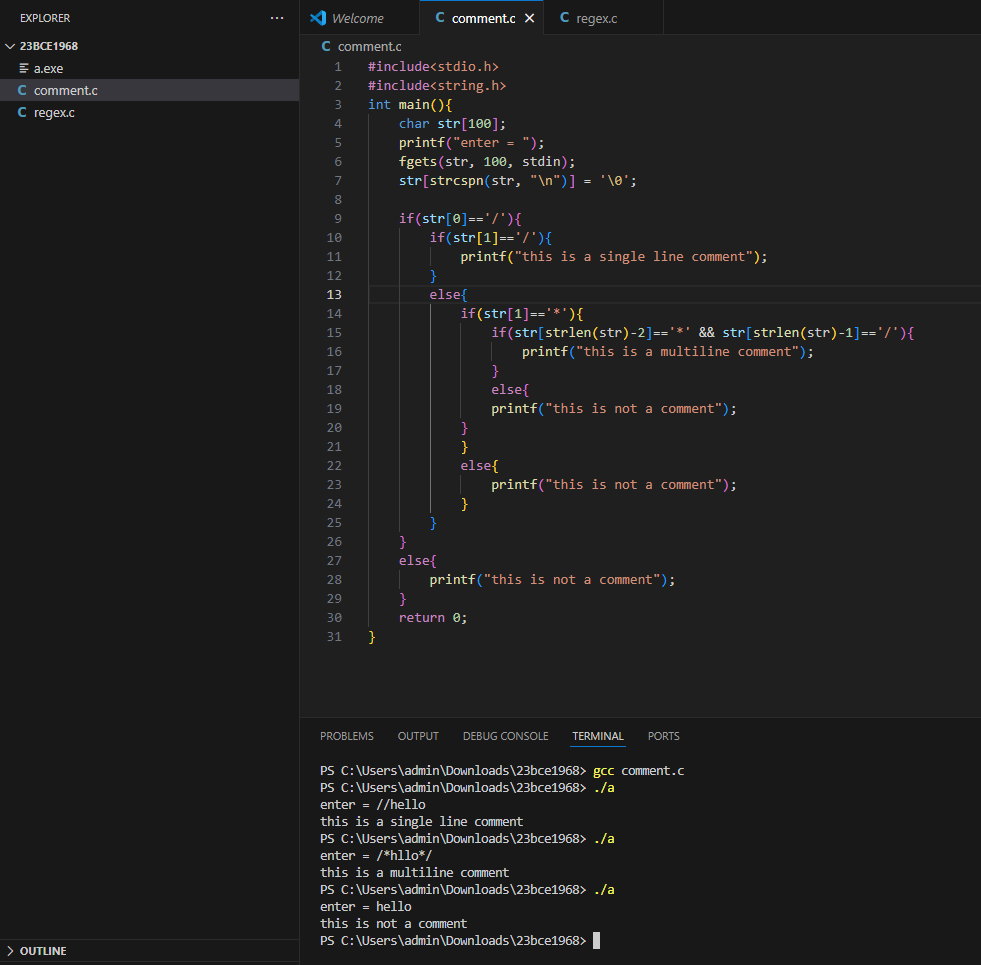 EXPLORER ...
23BCE1968
a.exe
C comment.c
C regex.c
OUTLINE
Welcome C comment.c × C regex.c
C comment.c
1 #include<stdio.h>
2 #include<string.h>
3 int main(){
4     char str[100];
5     printf("enter = ");
6     fgets(str, 100, stdin);
7     str[strcspn(str, "\n")] = '\0';
8
9     if(str[0]=='/'){
10         if(str[1]=='/'){
11             printf("this is a single line comment");
12         }
13         else{
14             if(str[1]=='*'){
15                 if(str[strlen(str)-2]=='*' && str[strlen(str)-1]=='/'){
16                     printf("this is a multiline comment");
17                 }
18                 else{
19                 printf("this is not a comment");
20             }
21             }
22             else{
23                 printf("this is not a comment");
24             }
25         }
26     }
27     else{
28         printf("this is not a comment");
29     }
30     return 0;
31 }
PROBLEMS OUTPUT DEBUG CONSOLE TERMINAL PORTS
PS C:\Users\admin\Downloads\23bce1968> gcc comment.c
PS C:\Users\admin\Downloads\23bce1968> ./a
enter = //hello
this is a single line comment
PS C:\Users\admin\Downloads\23bce1968> ./a
enter = /*hllo*/
this is a multiline comment
PS C:\Users\admin\Downloads\23bce1968> ./a
enter = hello
this is not a comment
PS C:\Users\admin\Downloads\23bce1968>